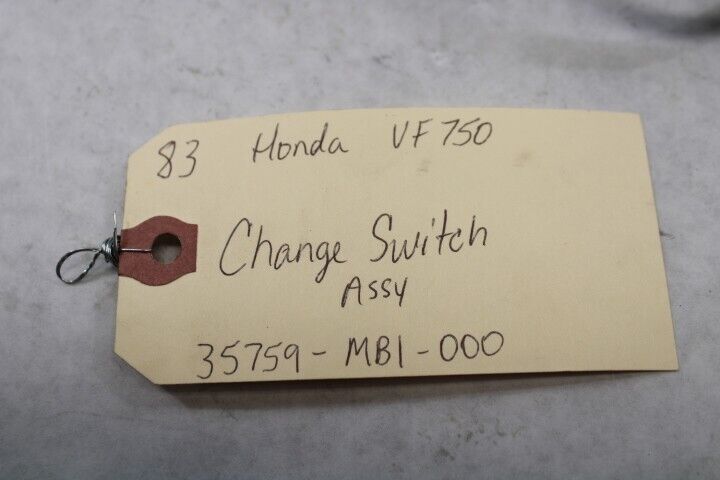 83 Honda VF750
Change Switch
Assy
35759-MB1-000